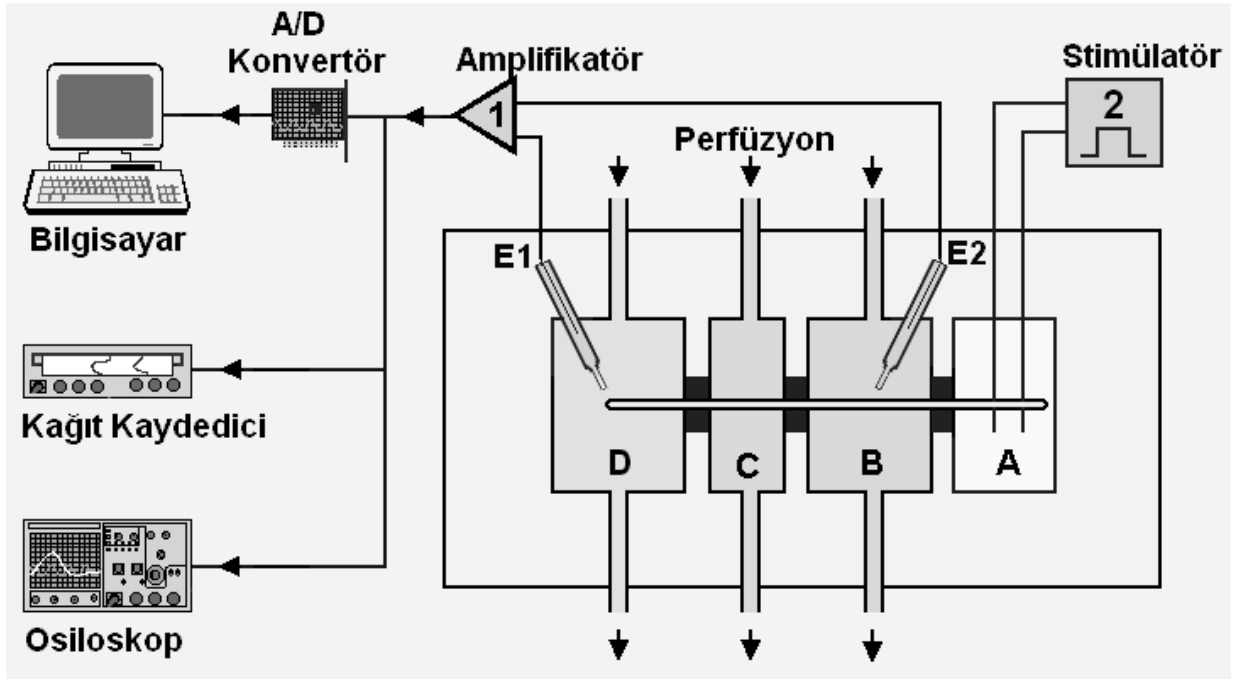 A/D
Konvertör
Amplifikatör
Stimülatör
1
2
Perfüzyon
Bilgisayar
E1
E2
Kağıt Kaydedici
D
C
B
A
Osiloskop